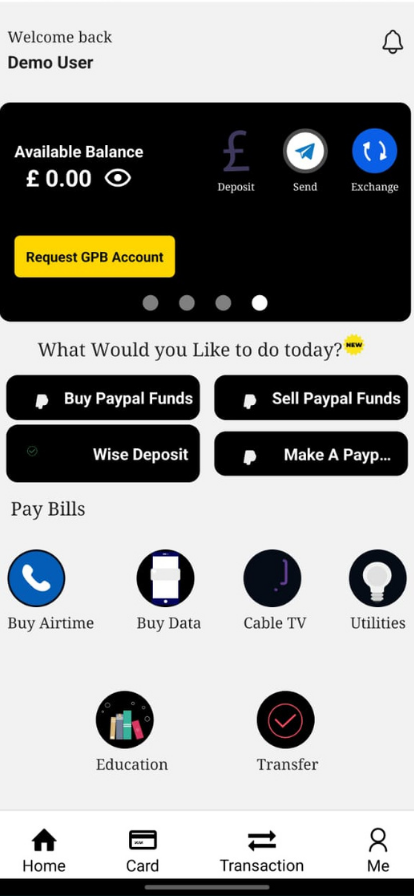 Welcome back
Demo User
Available Balance
£ 0.00
Deposit
Send
Exchange
Request GPB Account
What Would you Like to do today?
NEW
Buy Paypal Funds
Sell Paypal Funds
Wise Deposit
Make A Payp...
Pay Bills
Buy Airtime
Buy Data
Cable TV
Utilities
Education
Transfer
Home
Card
Transaction
Me